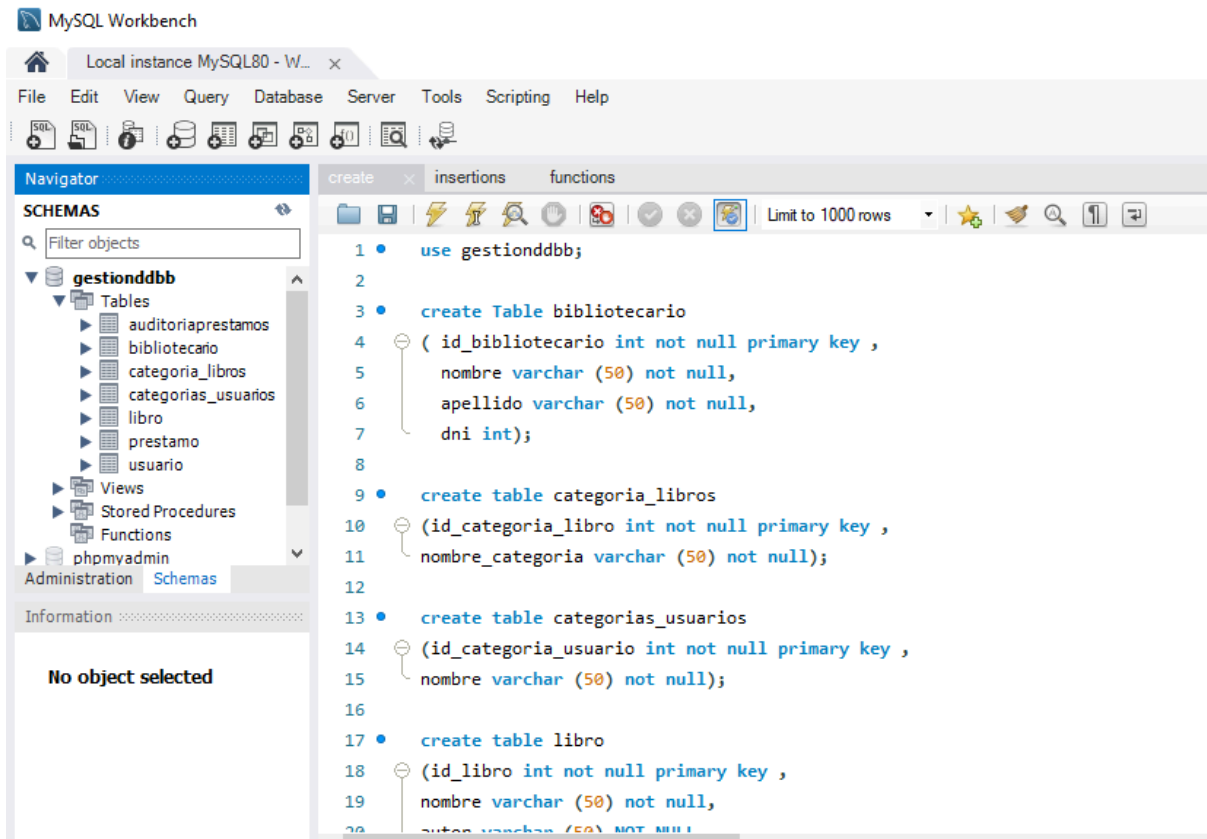 MySQL Workbench
Local instance MySQL80 - W...
File Edit View Query Database Server Tools Scripting Help
Navigator
SCHEMAS
Filter objects
gestionddbb
Tables
auditoriaprestamos
bibliotecario
categoria_libros
categorias_usuarios
libro
prestamo
usuario
Views
Stored Procedures
Functions
phpmyadmin
Administration Schemas
Information
No object selected
create insertions functions
Limit to 1000 rows
1 use gestionddbb;
2
3 create Table bibliotecario
4 ( id_bibliotecario int not null primary key ,
5 nombre varchar (50) not null,
6 apellido varchar (50) not null,
7 dni int);
8
9 create table categoria_libros
10 (id_categoria_libro int not null primary key ,
11 nombre_categoria varchar (50) not null);
12
13 create table categorias_usuarios
14 (id_categoria_usuario int not null primary key ,
15 nombre varchar (50) not null);
16
17 create table libro
18 (id_libro int not null primary key ,
19 nombre varchar (50) not null,
20 autor varchar (50) NOT NULL